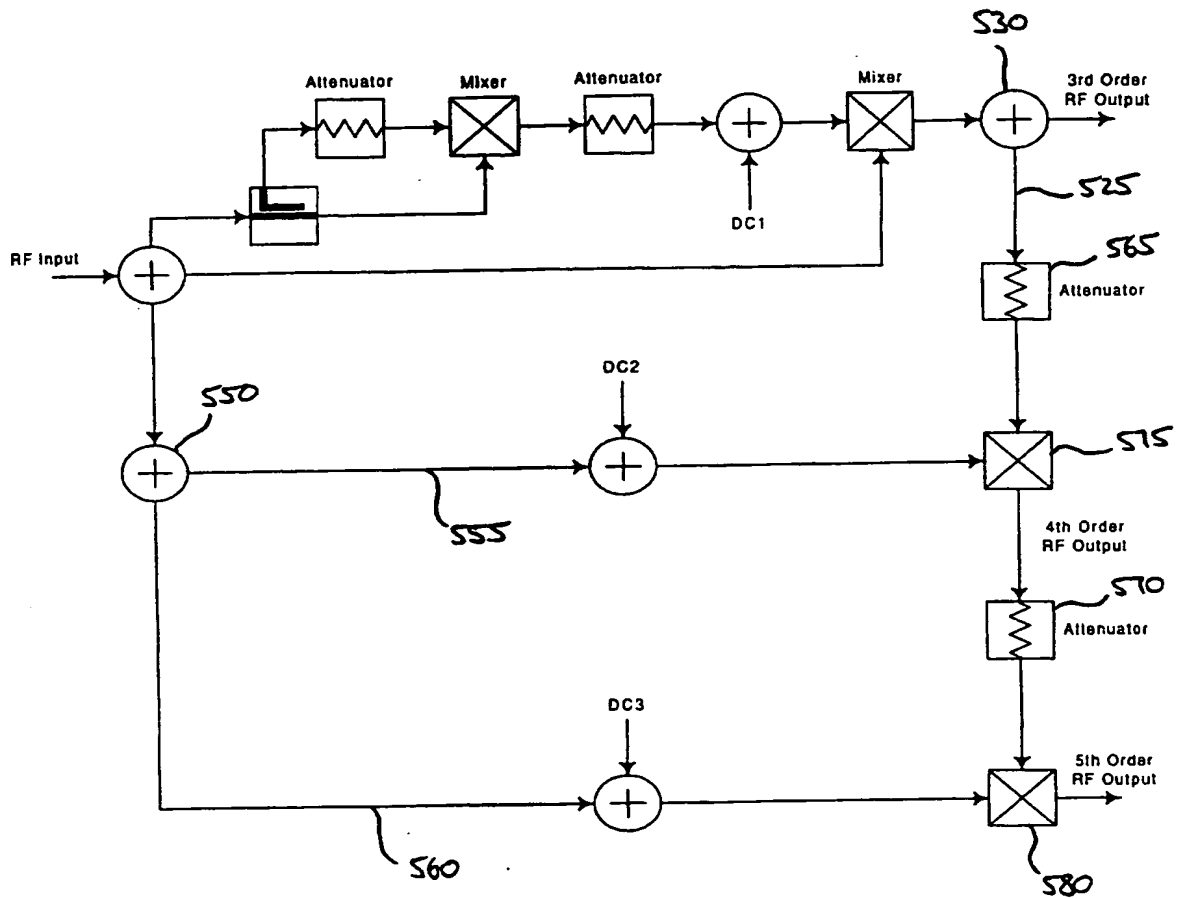 530
Attenuator
Mixer
Attenuator
Mixer
3rd Order
RF Output
525
DC1
RF Input
565
Attenuator
DC2
550
575
555
4th Order
RF Output
570
Attenuator
DC3
5th Order
RF Output
560
580